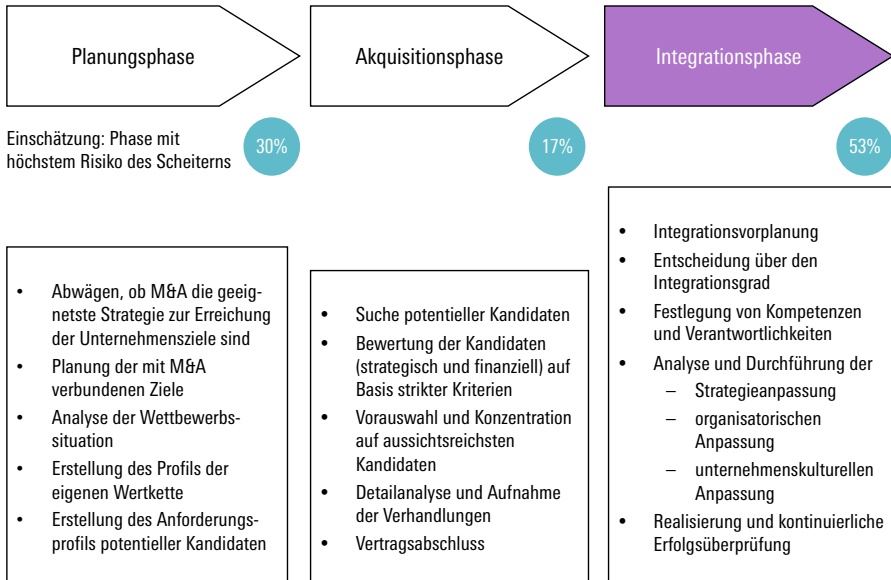 Planungsphase
Akquisitionsphase
Integrationsphase
Einschätzung: Phase mit
höchstem Risiko des Scheiterns
30%
17%
53%
• Abwägen, ob M&A die geeig-
netste Strategie zur Erreichung
der Unternehmensziele sind
• Planung der mit M&A
verbundenen Ziele
• Analyse der Wettbewerbs-
situation
• Erstellung des Profils der
eigenen Wertkette
• Erstellung des Anforderungs-
profils potentieller Kandidaten
• Suche potentieller Kandidaten
• Bewertung der Kandidaten
(strategisch und finanziell) auf
Basis strikter Kriterien
• Vorauswahl und Konzentration
auf aussichtsreichsten
Kandidaten
• Detailanalyse und Aufnahme
der Verhandlungen
• Vertragsabschluss
• Integrationsvorplanung
• Entscheidung über den
Integrationsgrad
• Festlegung von Kompetenzen
und Verantwortlichkeiten
• Analyse und Durchführung der
– Strategieanpassung
– organisatorischen
Anpassung
– unternehmenskulturellen
Anpassung
• Realisierung und kontinuierliche
Erfolgsüberprüfung